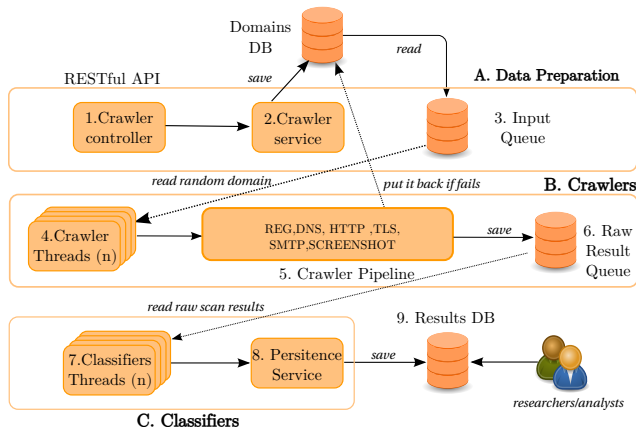 Domains
DB
save
read
RESTful API
A. Data Preparation
1.Crawler
controller
2.Crawler
service
3. Input
Queue
read random domain
put it back if fails
B. Crawlers
4.Crawler
Threads (n)
REG,DNS, HTTP ,TLS,
SMTP,SCREENSHOT
save
6. Raw
Result
Queue
5. Crawler Pipeline
read raw scan results
9. Results DB
7.Classifiers
Threads (n)
8. Persitence
Service
save
researchers/analysts
C. Classifiers